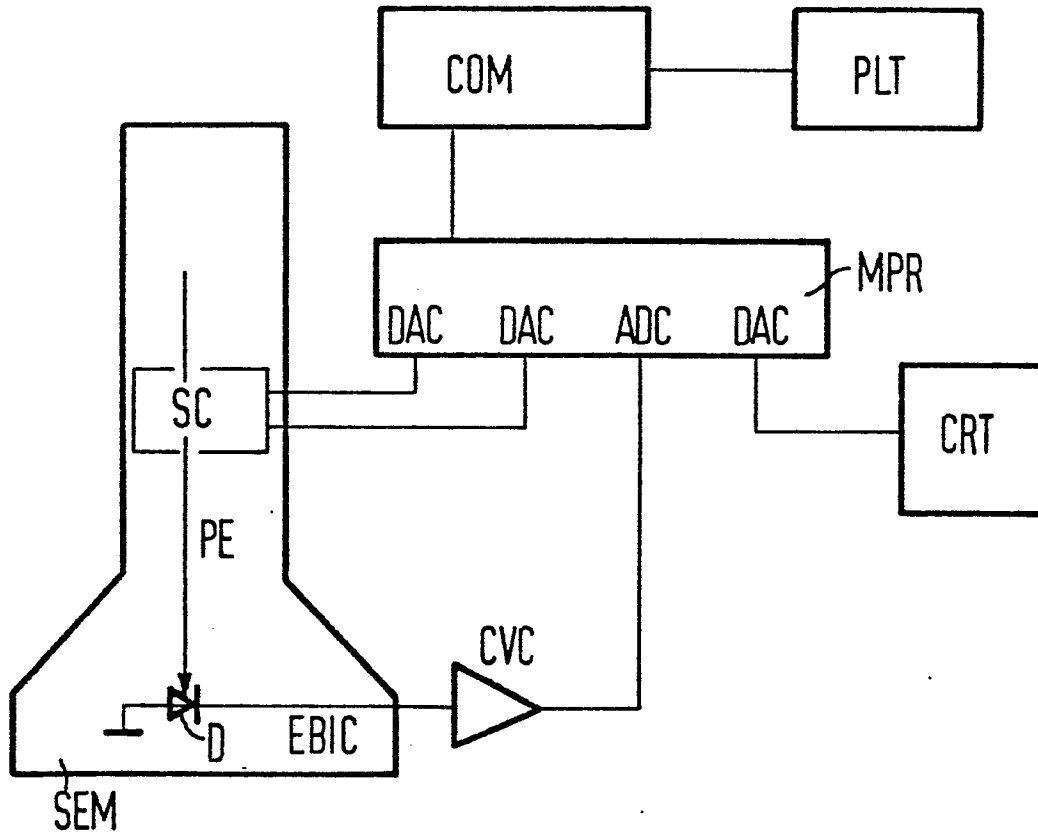 COM
PLT
MPR
DAC DAC ADC DAC
SC
CRT
PE
CVC
D
EBIC
SEM